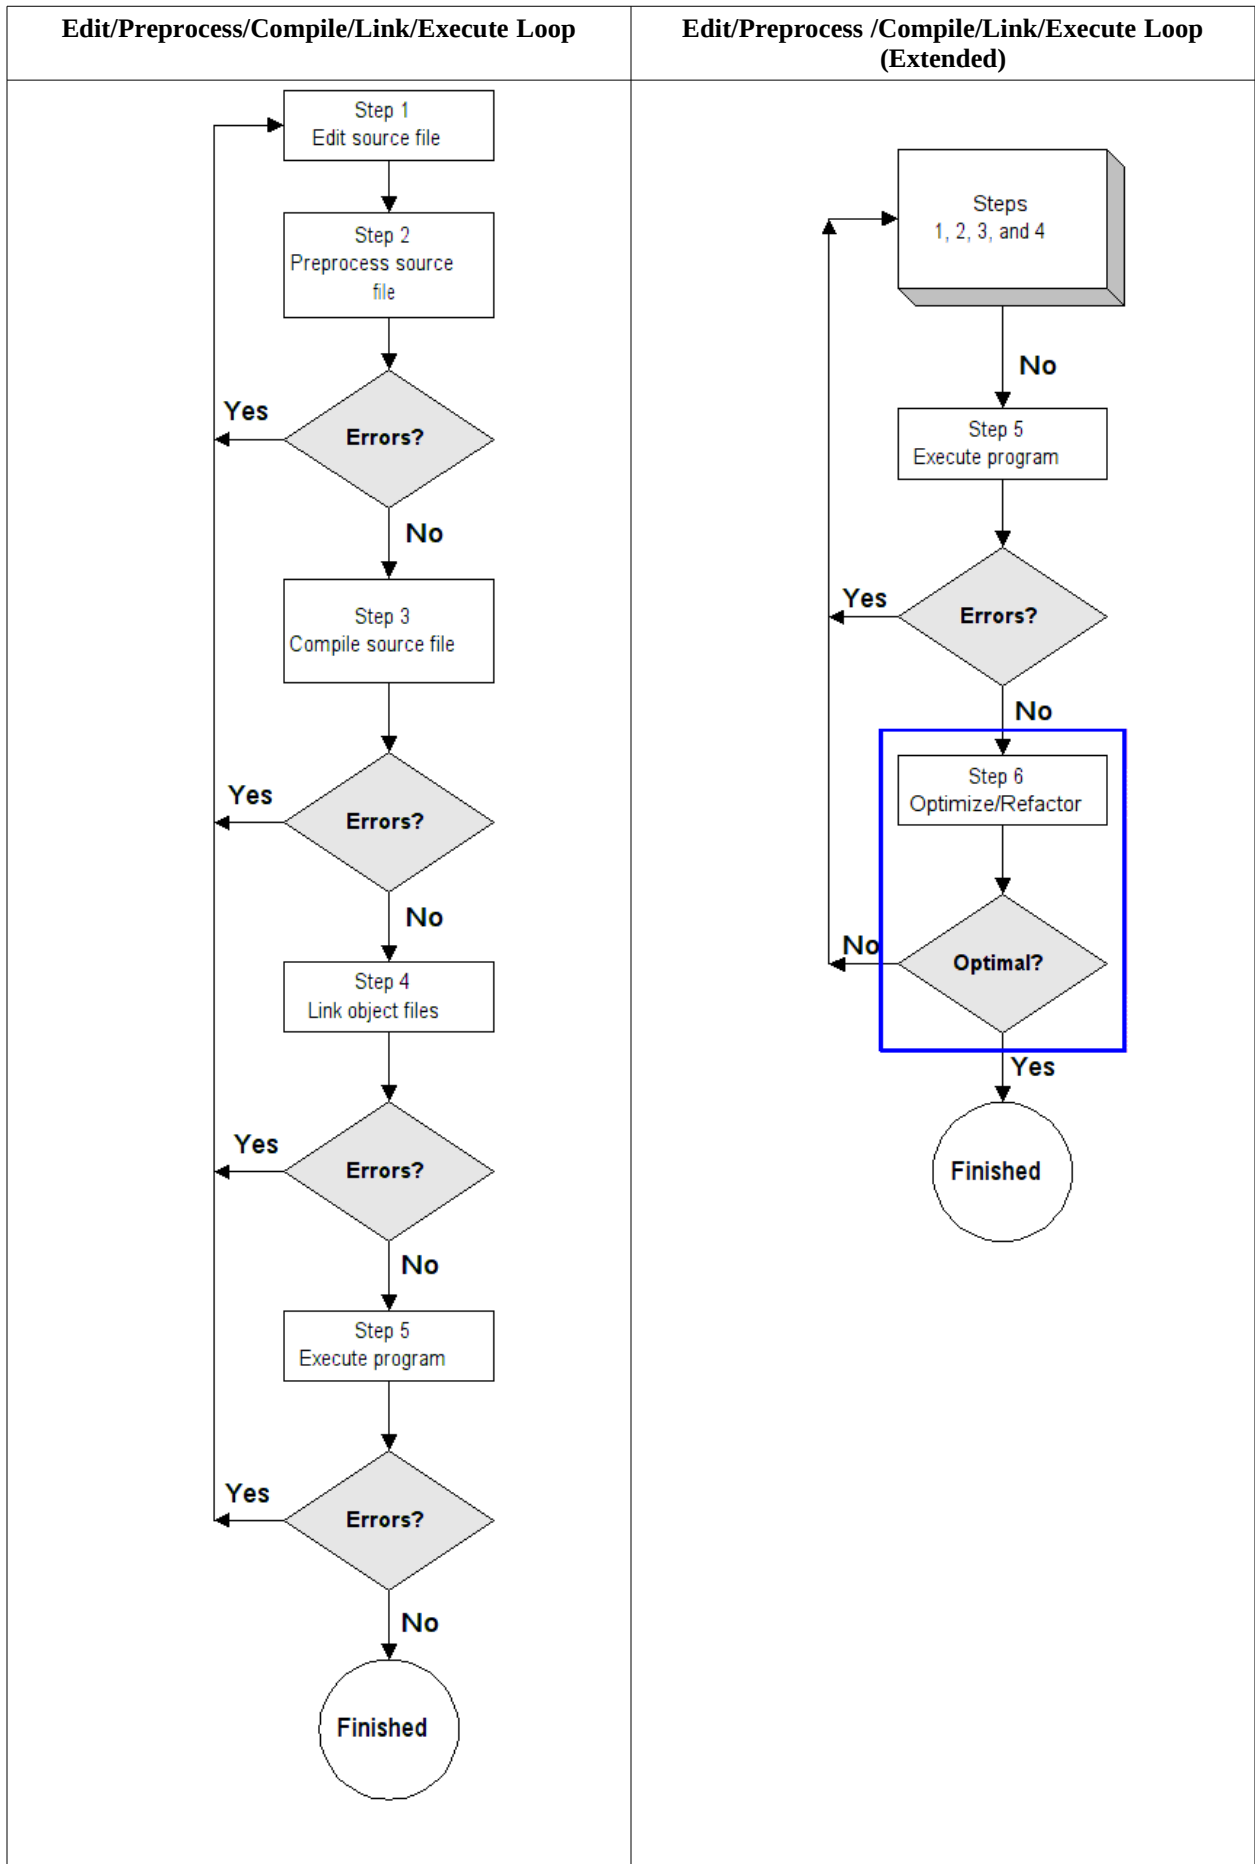 Edit/Preprocess/Compile/Link/Execute Loop
Step 1
Edit source file
Step 2
Preprocess source
file
Yes
Errors?
No
Step 3
Compile source file
Yes
Errors?
No
Step 4
Link object files
Yes
Errors?
No
Step 5
Execute program
Yes
Errors?
No
Finished
Edit/Preprocess /Compile/Link/Execute Loop
(Extended)
Steps
1, 2, 3, and 4
No
Step 5
Execute program
Yes
Errors?
No
Step 6
Optimize/Refactor
No
Optimal?
Yes
Finished